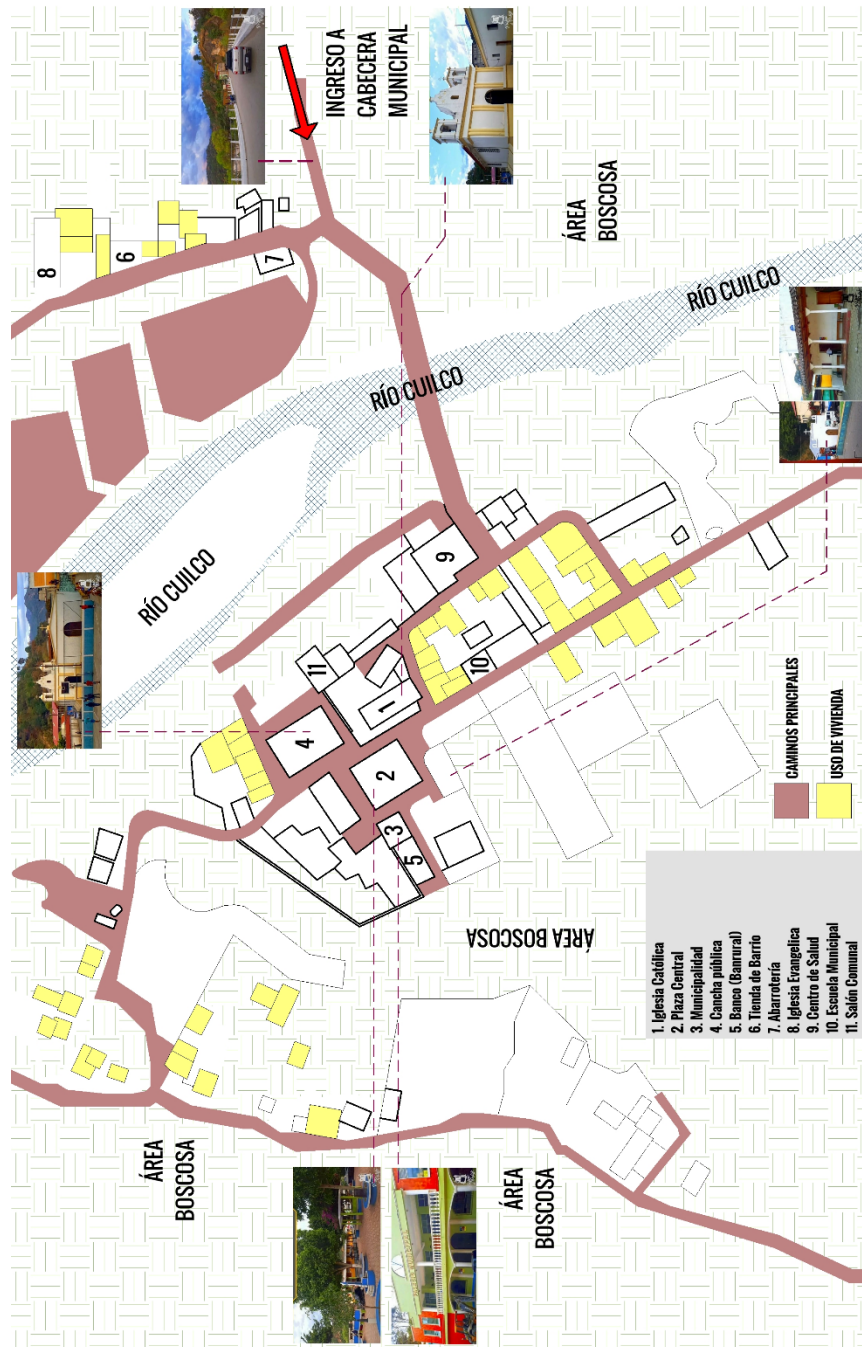 INGRESO A
CABECERA
MUNICIPAL
8
6
7
ÁREA
BOSCOSA
RÍO CUILCO
RÍO CUILCO
RÍO CUILCO
9
11
10
1
4
2
3
5
ÁREA BOSCOSA
CAMINOS PRINCIPALES
USO DE VIVIENDA
1. Iglesia Católica
2. Plaza Central
3. Municipalidad
4. Cancha pública
5. Banco (Banrural)
6. Tienda de Barrio
7. Abarrotería
8. Iglesia Evangelica
9. Centro de Salud
10. Escuela Municipal
11. Salón Comunal
ÁREA
BOSCOSA
ÁREA
BOSCOSA